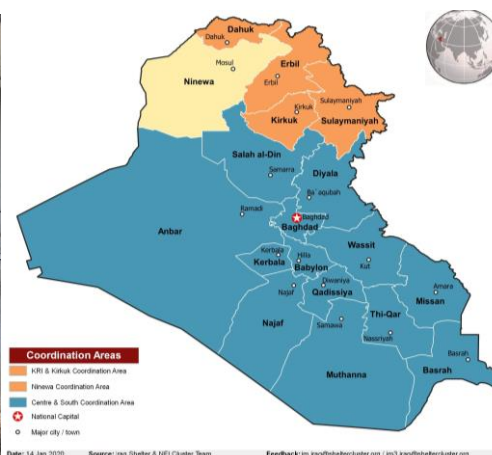 Dahuk
Dahuk
Mosul
Ninewa
Erbil
Erbil
Kirkuk
Kirkuk
Sulaymaniyah
Sulaymaniyah
Salah al-Din
Samarra
Diyala
Ba`aqubah
Ramadi
Anbar
Baghdad
Baghdad
Wassit
Kut
Kerbala
Kerbala
Hilla
Babylon
Diwaniya
Qadissiya
Najaf
Najaf
Amara
Missan
Thi-Qar
Nassriyah
Samawa
Muthanna
Basrah
Basrah
Coordination Areas
KRI & Kirkuk Coordination Area
Ninewa Coordination Area
Centre & South Coordination Area
National Capital
Major city / town
Date: 14 Jan 2020 Source: Iraq Shelter & NFI Cluster Team Feedback: